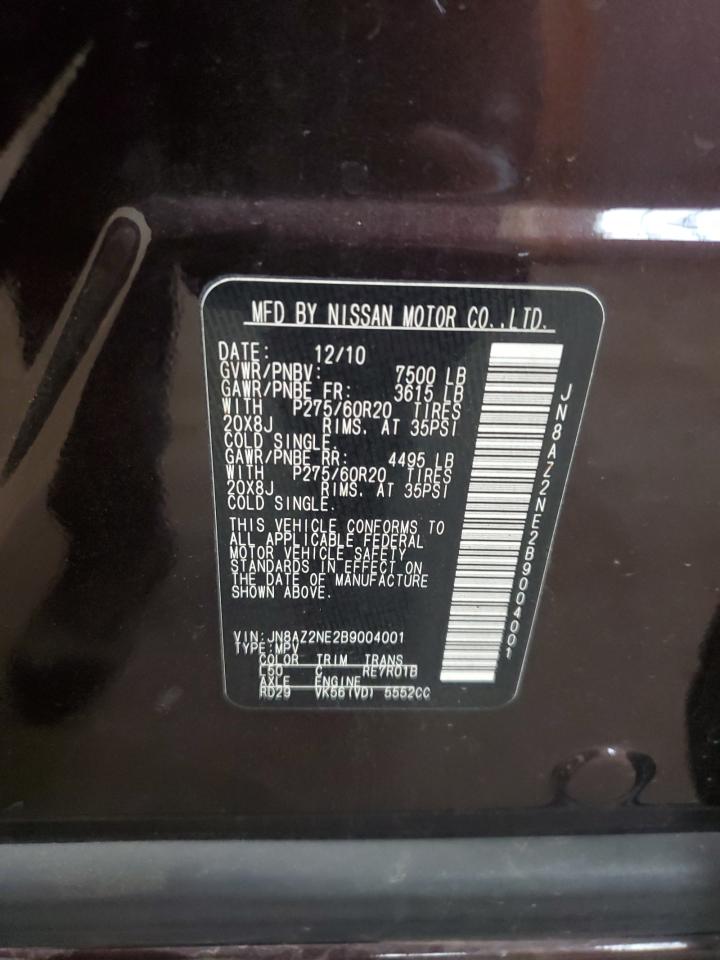 MFD BY NISSAN MOTOR CO.,LTD.
DATE: 12/10
GVWR/PNBV: 7500 LB
GAWR/PNBE FR: 3615 LB
WITH P275/60R20 TIRES
20X8J RIMS, AT 35PSI
COLD SINGLE.
GAWR/PNBE RR: 4495 LB
WITH P275/60R20 TIRES
20X8J RIMS, AT 35PSI
COLD SINGLE.
THIS VEHICLE CONFORMS TO
ALL APPLICABLE FEDERAL
MOTOR VEHICLE SAFETY
STANDARDS IN EFFECT ON
THE DATE OF MANUFACTURE
SHOWN ABOVE.
VIN:JN8AZ2NE2B9004001
TYPE:MPV
COLOR TRIM TRANS
L50 C RE7R01B
AXLE ENGINE
RD29 VK56(VD) 5552CC
JN8AZ2NE2B9004001